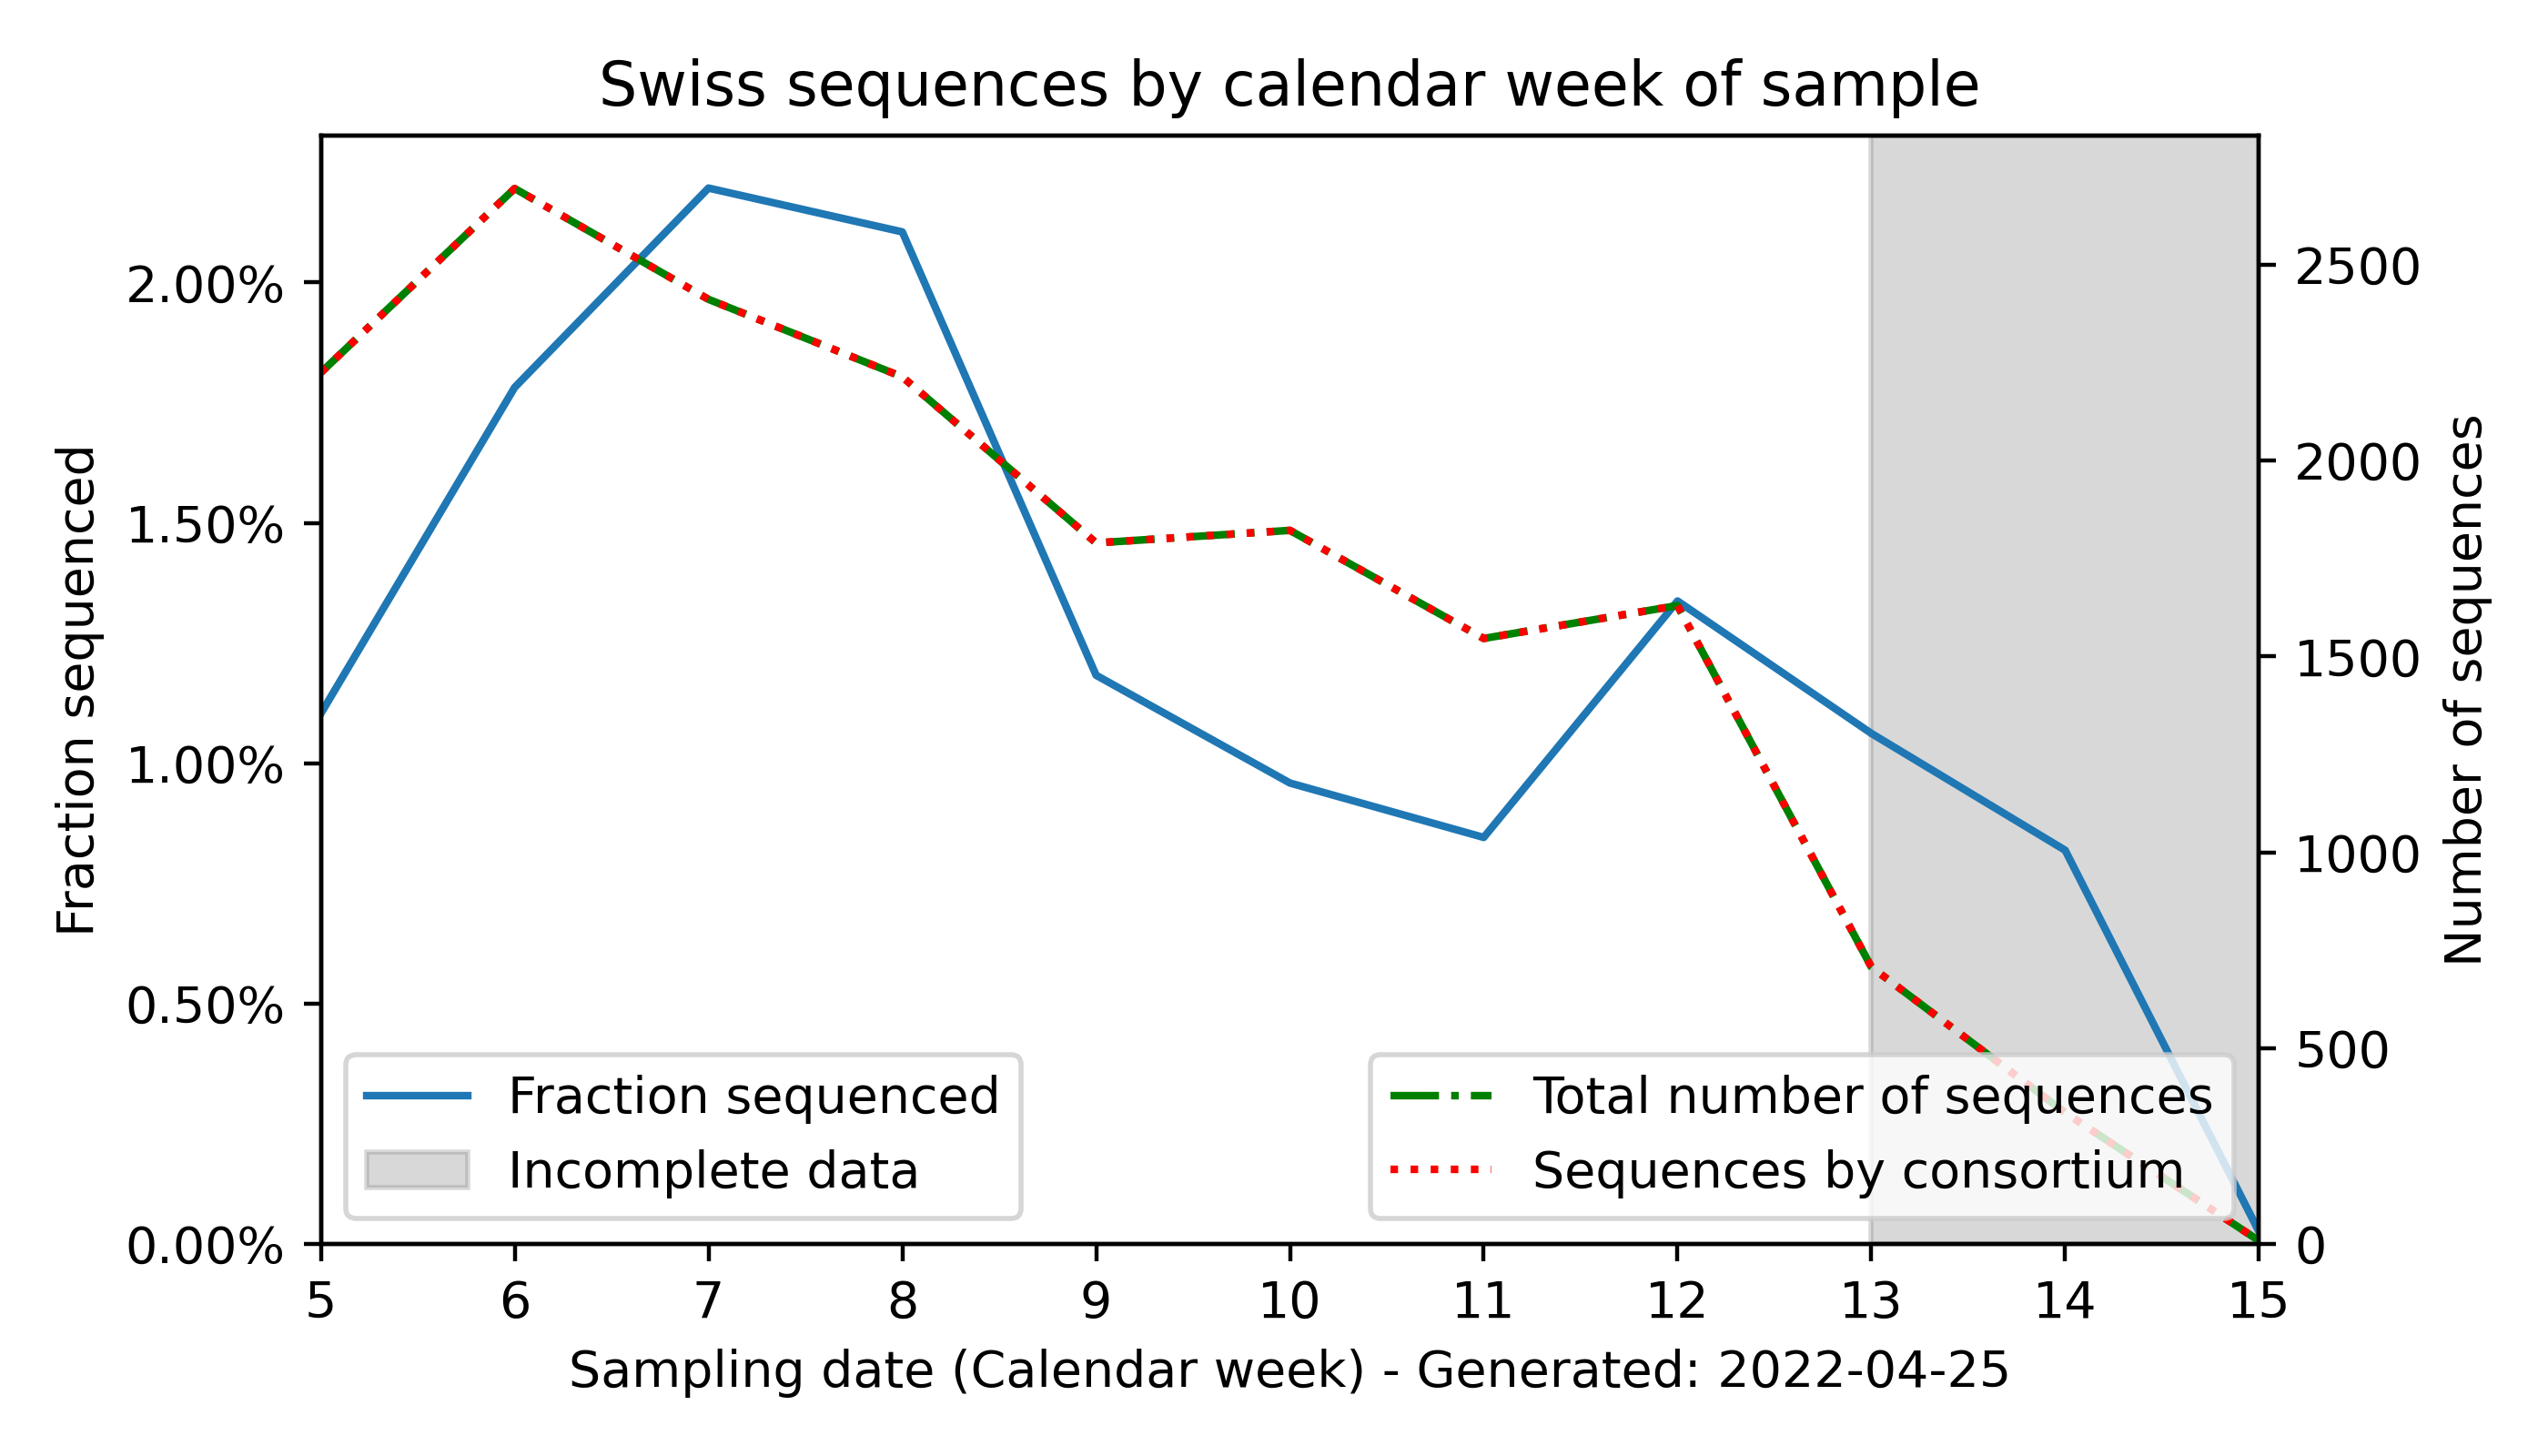 Swiss sequences by calendar week of sample
Fraction sequenced
2.00%
1.50%
1.00%
0.50%
0.00%
2500
2000
1500
1000
500
0
Number of sequences
Fraction sequenced
Incomplete data
Total number of sequences
Sequences by consortium
5 6 7 8 9 10 11 12 13 14 15
Sampling date (Calendar week) - Generated: 2022-04-25